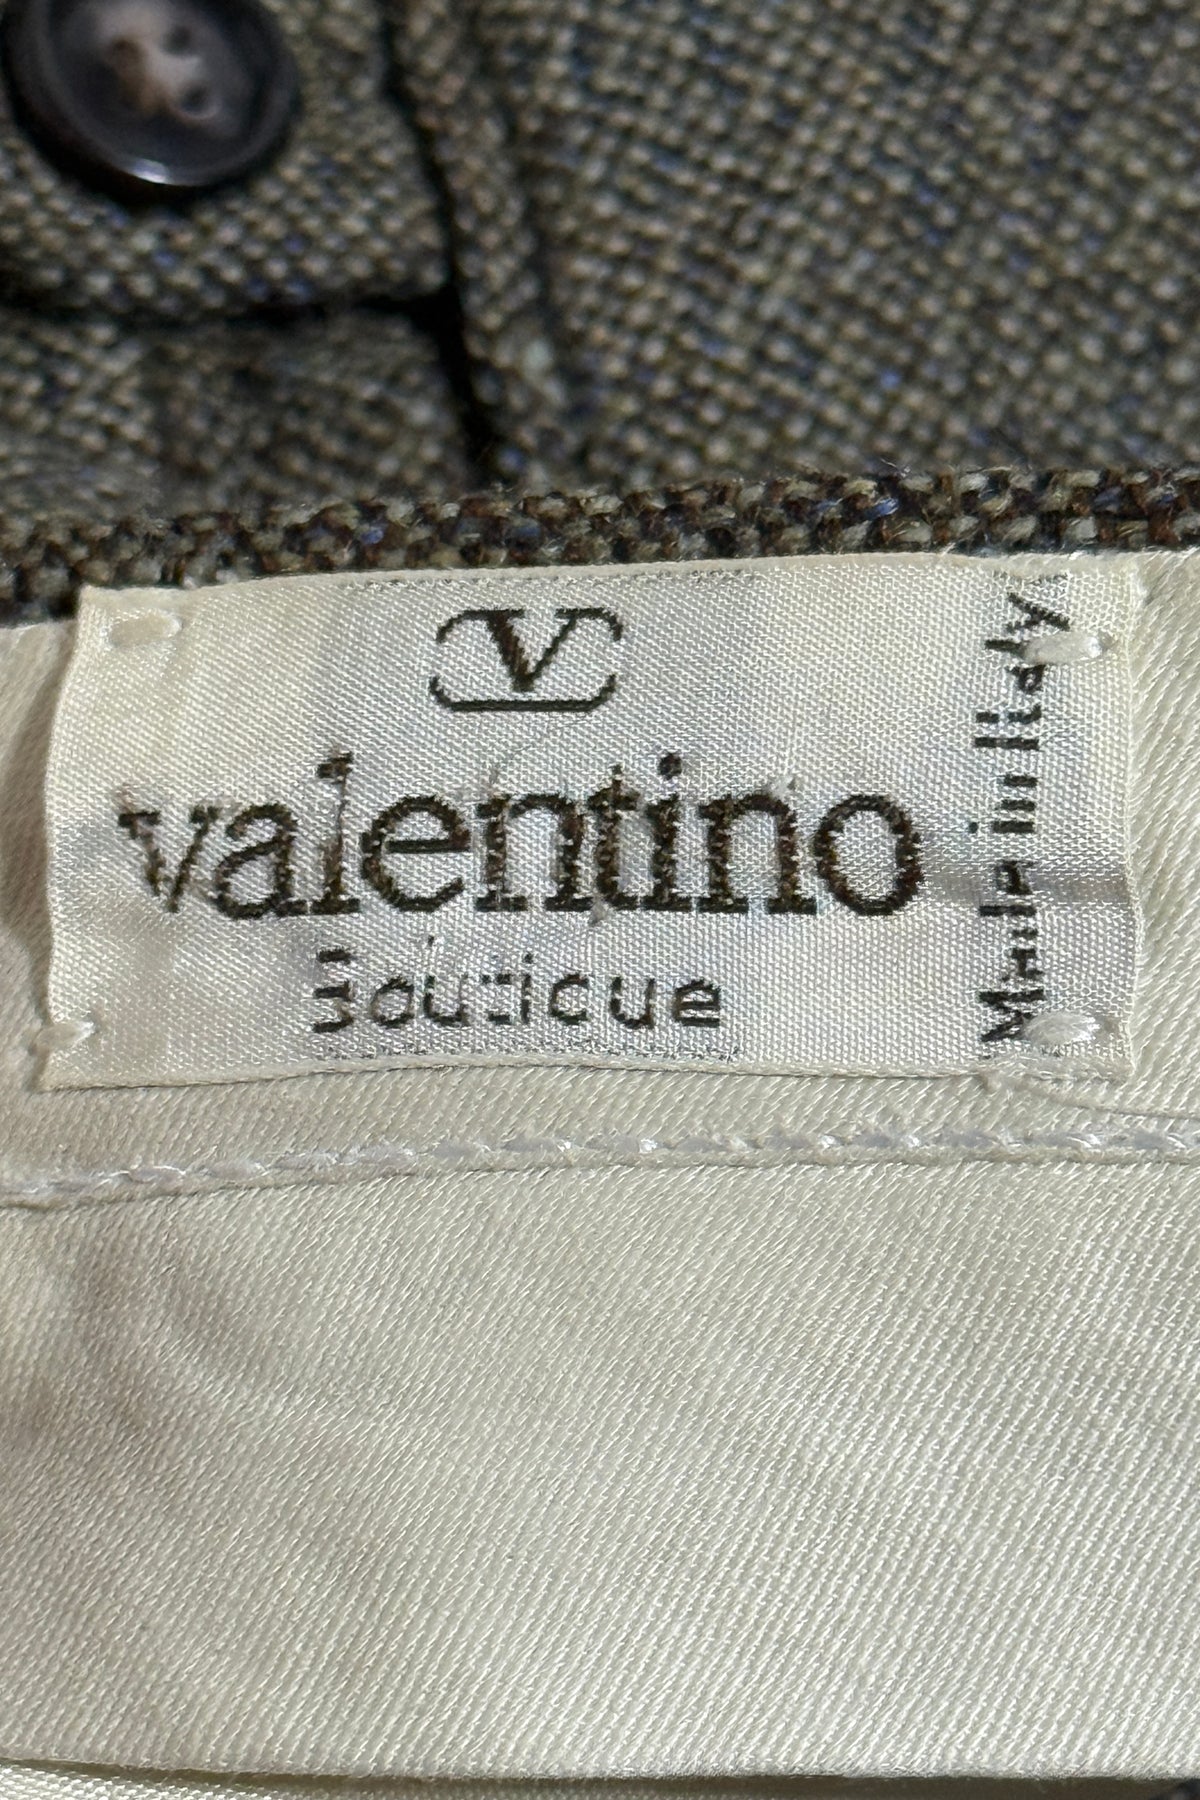 V
valentino
Boutique
Made in Italy